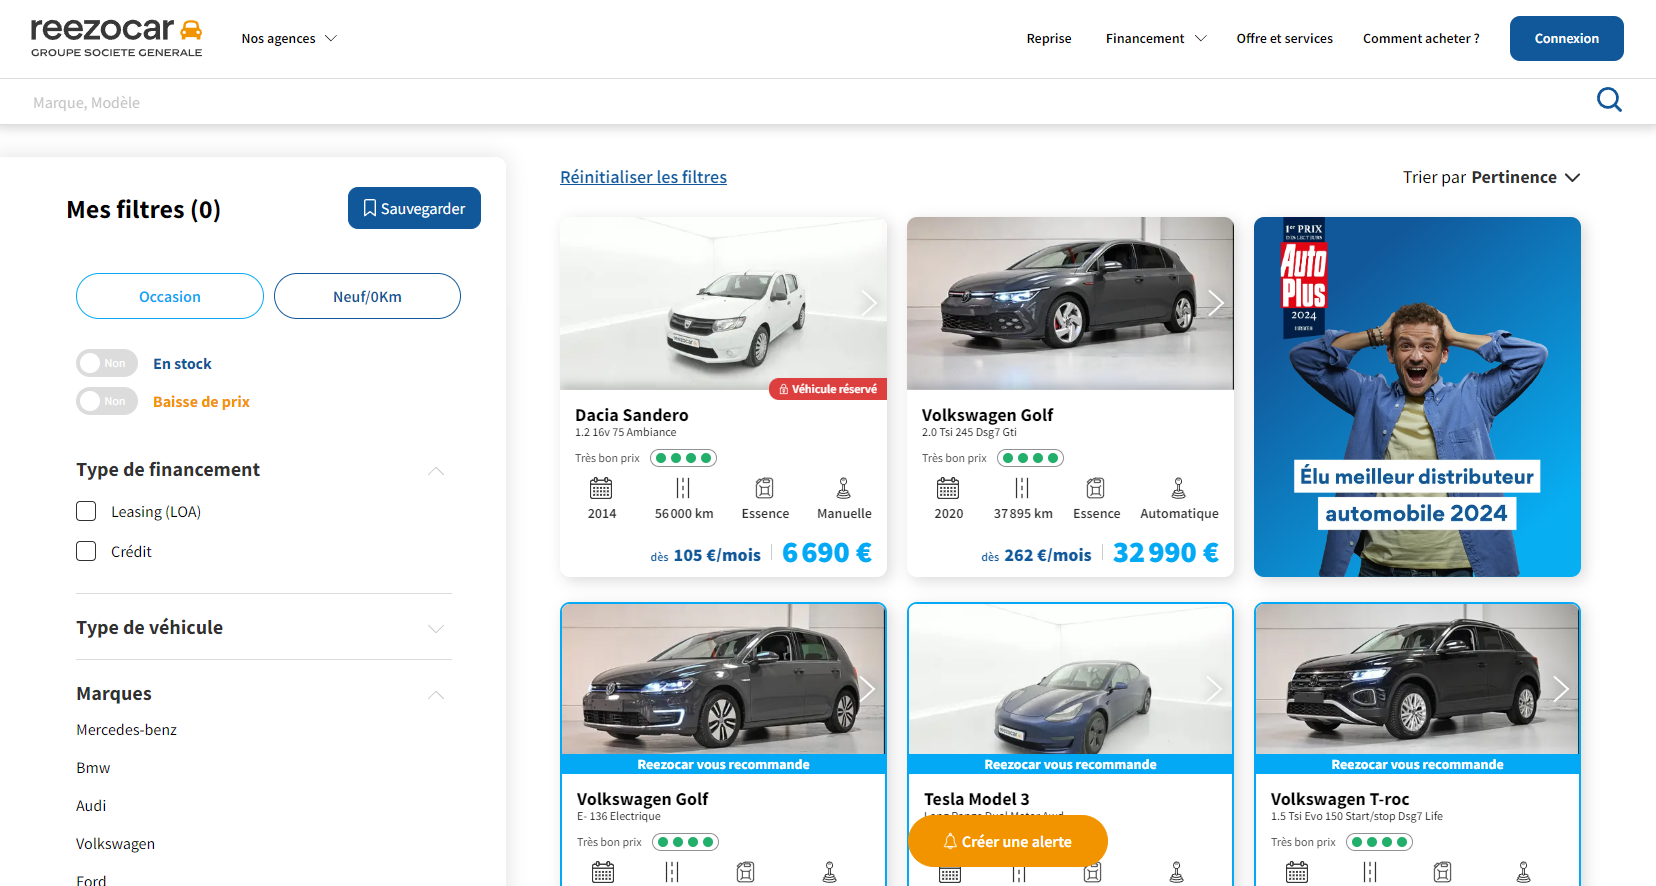 reezocar
GROUPE SOCIETE GENERALE
Nos agences
Reprise
Financement
Offre et services
Comment acheter ?
Connexion
Marque, Modèle
Mes filtres (0)
Sauvegarder
Occasion
Neuf/0Km
Non
En stock
Non
Baisse de prix
Type de financement
Leasing (LOA)
Crédit
Type de véhicule
Marques
Mercedes-benz
Bmw
Audi
Volkswagen
Ford
Réinitialiser les filtres
Trier par Pertinence
Véhicule réservé
Dacia Sandero
1.2 16v 75 Ambiance
Très bon prix
2014
56 000 km
Essence
Manuelle
dès 105 €/mois
6 690 €
Volkswagen Golf
2.0 Tsi 245 Dsg7 Gti
Très bon prix
2020
37 895 km
Essence
Automatique
dès 262 €/mois
32 990 €
1er PRIX
DES LECTEURS
Auto
Plus
2024
Élu meilleur distributeur
automobile 2024
Reezocar vous recommande
Volkswagen Golf
E- 136 Electrique
Très bon prix
Reezocar vous recommande
Tesla Model 3
Long Range Dual Motor Awd
Créer une alerte
Reezocar vous recommande
Volkswagen T-roc
1.5 Tsi Evo 150 Start/stop Dsg7 Life
Très bon prix